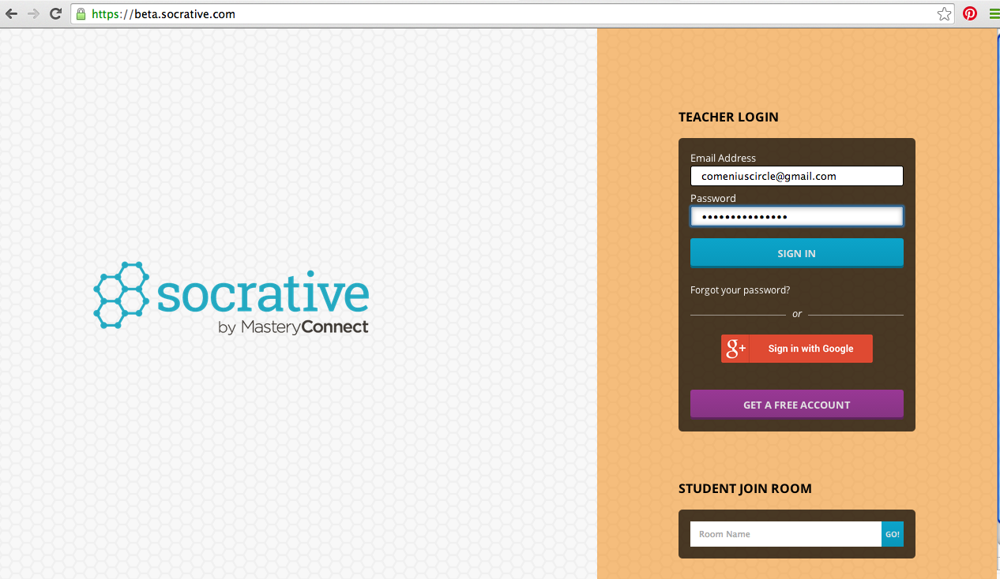 https://beta.socrative.com
socrative
by MasteryConnect
TEACHER LOGIN
Email Address
comeniuscircle@gmail.com
Password
•••••••••••••••
SIGN IN
Forgot your password?
or
g+ Sign in with Google
GET A FREE ACCOUNT
STUDENT JOIN ROOM
Room Name GO!